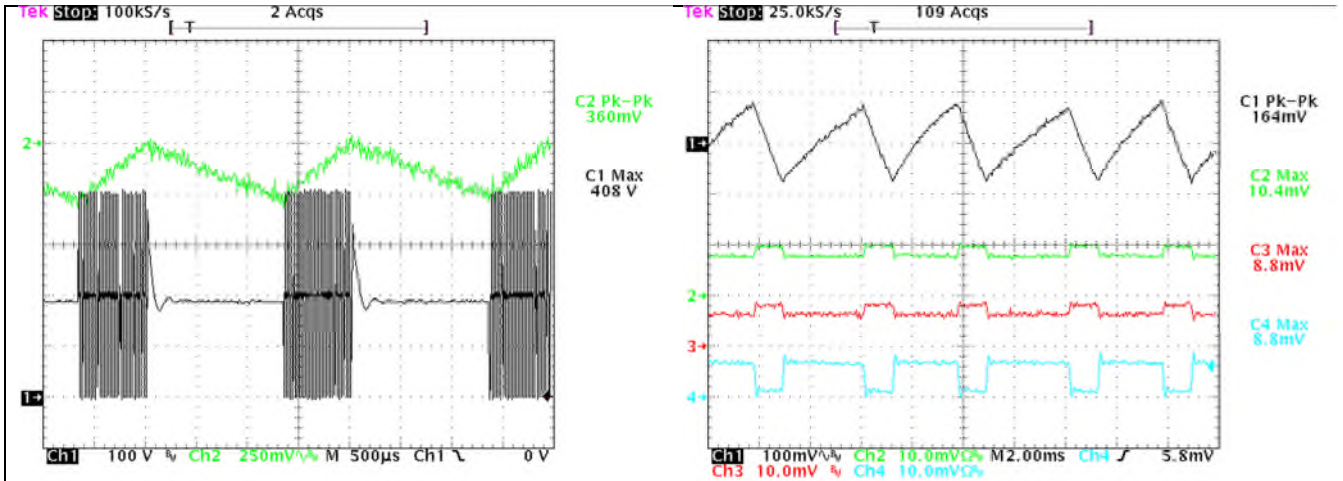 Tek Stop: 100kS/s 2 Acqs
[ T ]
C2 Pk-Pk
360mV
C1 Max
408 V
2→
1→
Ch1 100 V Ch2 250mV M 500µs Ch1 0 V
Tek Stop: 25.0kS/s 109 Acqs
[ T ]
C1 Pk-Pk
164mV
C2 Max
10.4mV
C3 Max
8.8mV
C4 Max
8.8mV
1→
2→
3→
4→
Ch1 100mV Ch2 10.0mVΩ M2.00ms Ch4 5.8mV
Ch3 10.0mV Ch4 10.0mVΩ